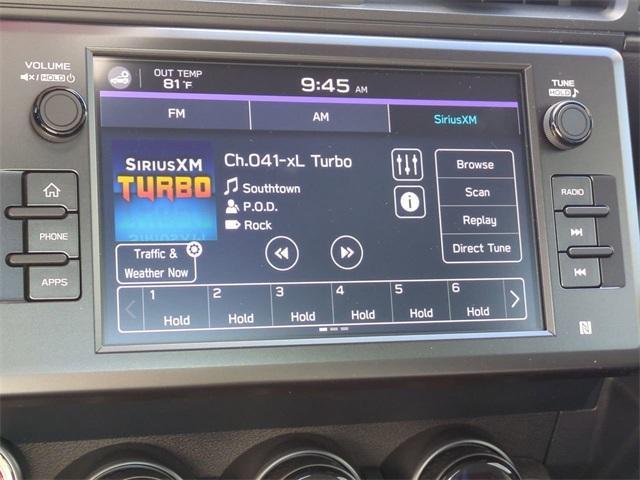 VOLUME
HOLD
OUT TEMP
81°F
9:45 AM
TUNE
HOLD
FM
AM
SiriusXM
SIRIUSXM
TURBO
Ch.041-xL Turbo
Southtown
P.O.D.
Rock
Browse
Scan
Replay
Direct Tune
Traffic &
Weather Now
PHONE
APPS
RADIO
1 2 3 4 5 6
Hold Hold Hold Hold Hold Hold